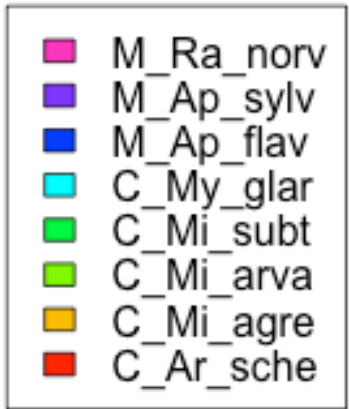 M_Ra_norv
M_Ap_sylv
M_Ap_flav
C_My_glar
C_Mi_subt
C_Mi_arva
C_Mi_agre
C_Ar_sche